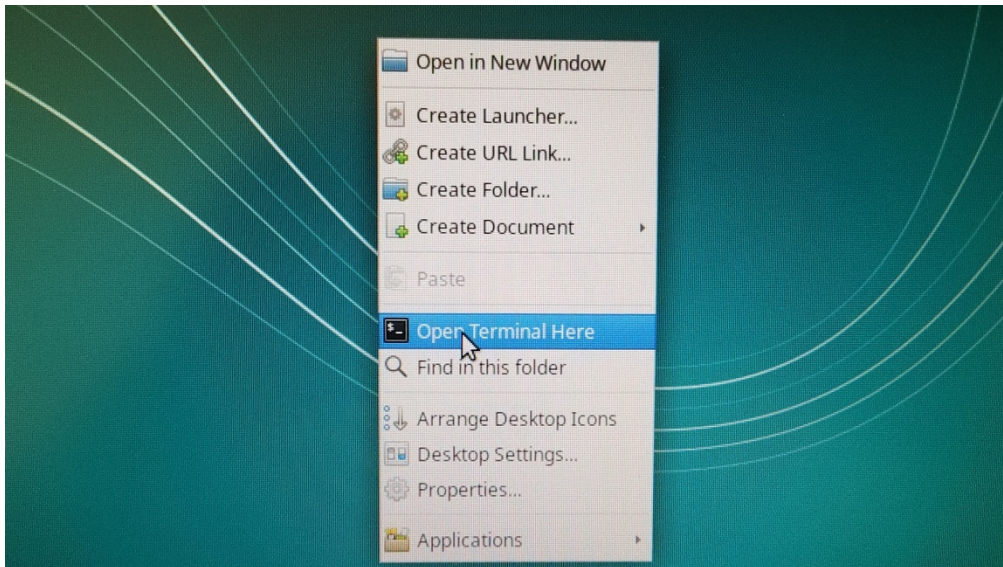 Open in New Window
Create Launcher...
Create URL Link...
Create Folder...
Create Document
Paste
$_ Open Terminal Here
Find in this folder
Arrange Desktop Icons
Desktop Settings...
Properties...
Applications